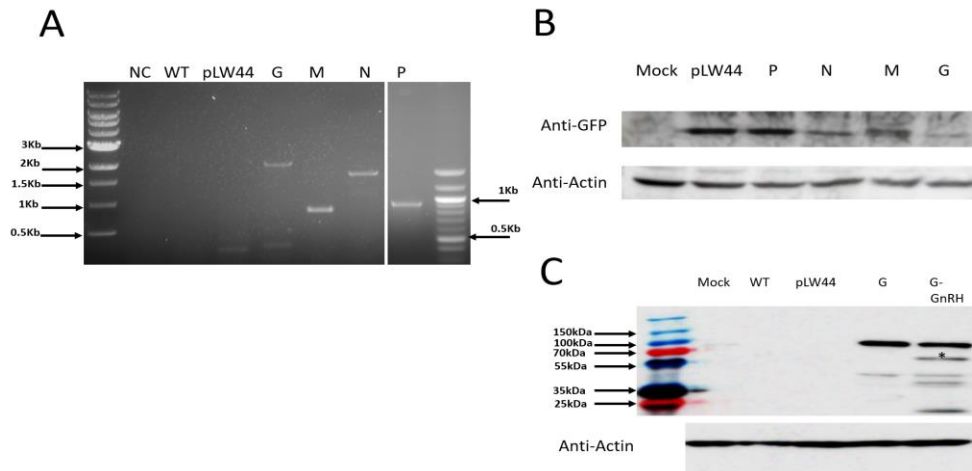 A
NC WT pLW44 G M N P
3Kb
2Kb
1.5Kb
1Kb
0.5Kb
1Kb
0.5Kb
B
Mock pLW44 P N M G
Anti-GFP
Anti-Actin
C
Mock WT pLW44 G G-
GnRH
150kDa
100kDa
70kDa
55kDa
35kDa
25kDa
*
Anti-Actin